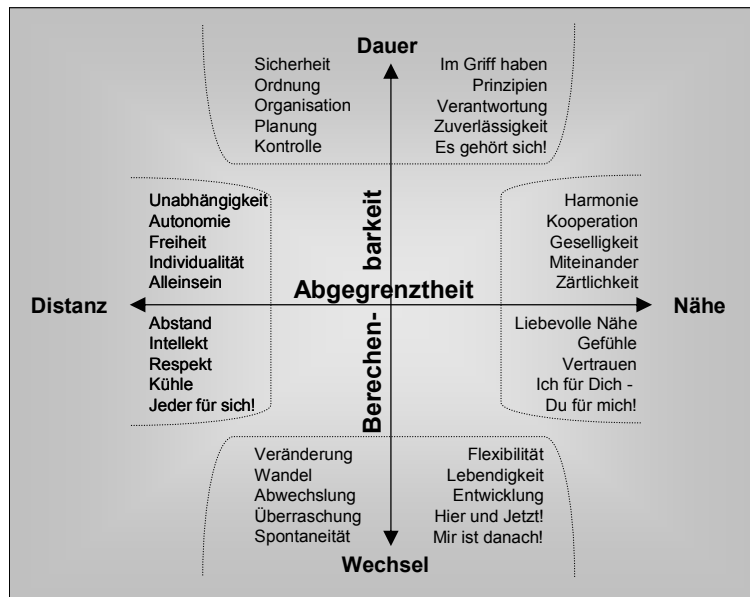 Dauer
Sicherheit
Ordnung
Organisation
Planung
Kontrolle
Im Griff haben
Prinzipien
Verantwortung
Zuverlässigkeit
Es gehört sich!
Unabhängigkeit
Autonomie
Freiheit
Individualität
Alleinsein
Harmonie
Kooperation
Geselligkeit
Miteinander
Zärtlichkeit
Berechen-barkeit
Abgegrenztheit
Distanz
Nähe
Abstand
Intellekt
Respekt
Kühle
Jeder für sich!
Liebevolle Nähe
Gefühle
Vertrauen
Ich für Dich -
Du für mich!
Veränderung
Wandel
Abwechslung
Überraschung
Spontaneität
Flexibilität
Lebendigkeit
Entwicklung
Hier und Jetzt!
Mir ist danach!
Wechsel